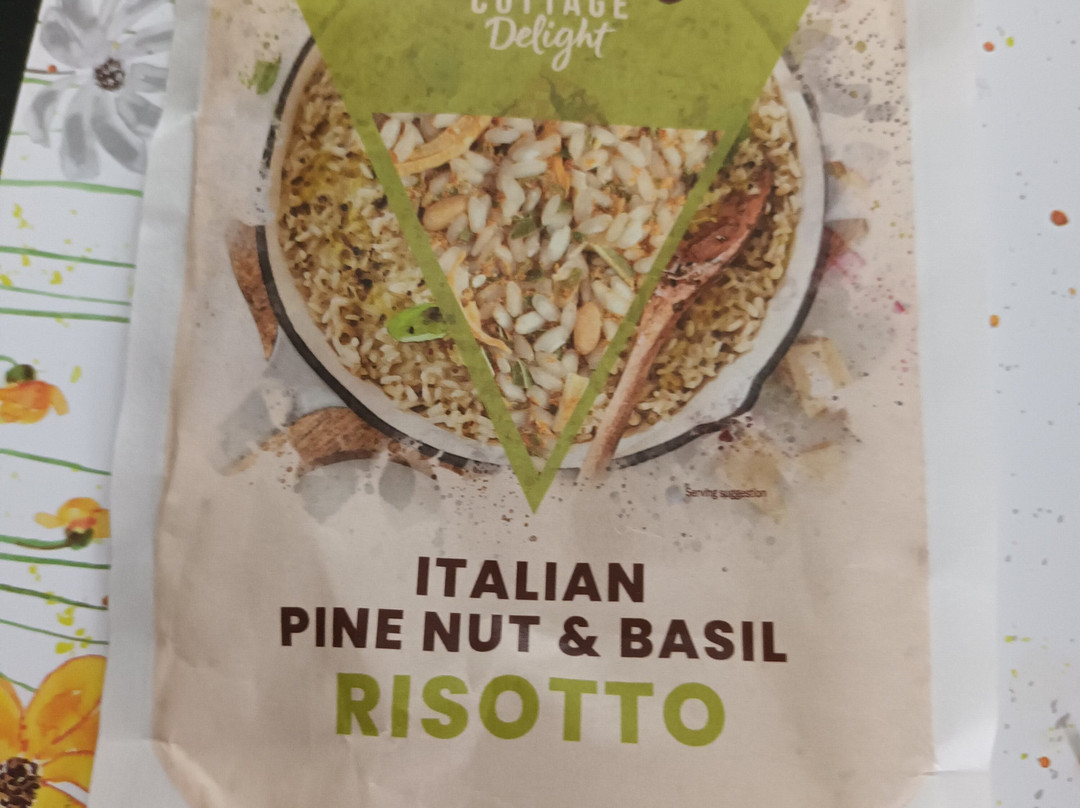 COTTAGE
Delight
Serving suggestion
ITALIAN
PINE NUT & BASIL
RISOTTO